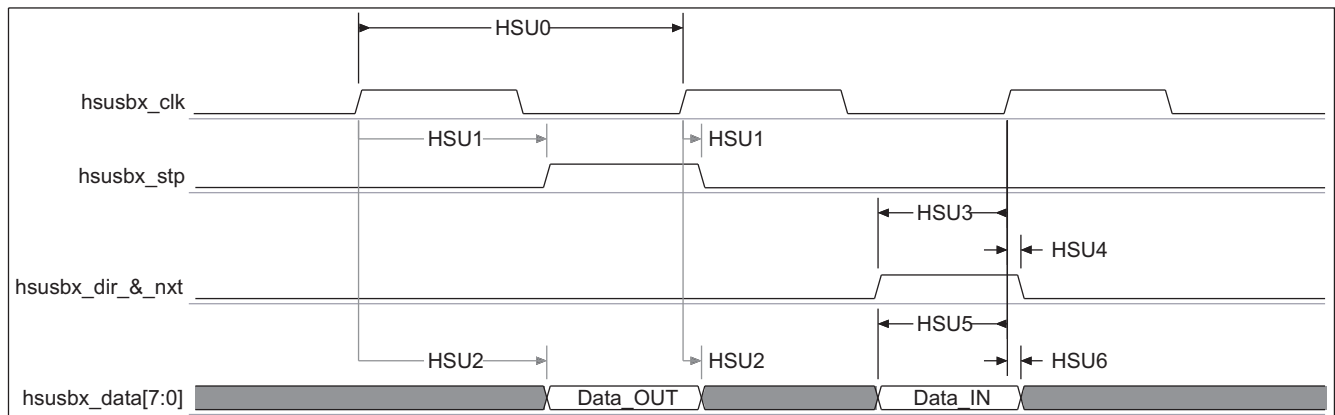 HSU0
hsusbx_clk
HSU1 HSU1
hsusbx_stp
HSU3
HSU4
hsusbx_dir_&_nxt
HSU5
HSU2 HSU2 HSU6
hsusbx_data[7:0] Data_OUT Data_IN